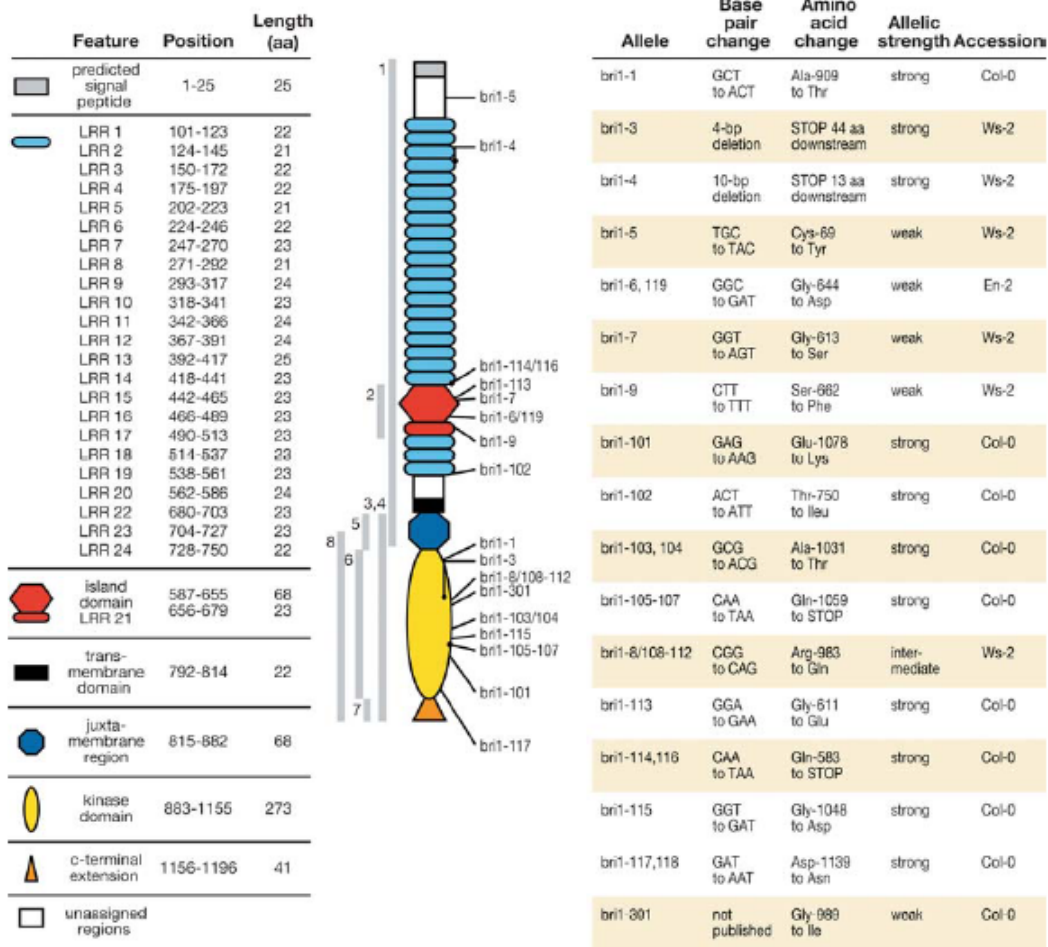 Feature Position Length (aa)
predicted signal peptide 1-25 25
LRR 1 101-123 22
LRR 2 124-145 21
LRR 3 150-172 22
LRR 4 175-197 22
LRR 5 202-223 21
LRR 6 224-246 22
LRR 7 247-270 23
LRR 8 271-292 21
LRR 9 293-317 24
LRR 10 318-341 23
LRR 11 342-366 24
LRR 12 367-391 24
LRR 13 392-417 25
LRR 14 418-441 23
LRR 15 442-465 23
LRR 16 466-489 23
LRR 17 490-513 23
LRR 18 514-537 23
LRR 19 538-561 23
LRR 20 562-586 24
LRR 22 680-703 23
LRR 23 704-727 23
LRR 24 728-750 22
island domain 587-655 68
LRR 21 656-679 23
trans-membrane domain 792-814 22
juxta-membrane region 815-882 68
kinase domain 883-1155 273
c-terminal extension 1156-1196 41
unassigned regions
1
bri1-5
bri1-4
bri1-114/116
bri1-113
2
bri1-7
bri1-6/119
bri1-9
bri1-102
3,4
5
8
6
bri1-1
bri1-3
bri1-8/108-112
bri1-301
bri1-103/104
bri1-115
bri1-105-107
bri1-101
7
bri1-117
Allele Base pair change Amino acid change Allelic strength Accession
bri1-1 GCT to ACT Ala-909 to Thr strong Col-0
bri1-3 4-bp deletion STOP 44 aa downstream strong Ws-2
bri1-4 10-bp deletion STOP 13 aa downstream strong Ws-2
bri1-5 TGC to TAC Cys-69 to Tyr weak Ws-2
bri1-6, 119 GGC to GAT Gly-644 to Asp weak En-2
bri1-7 GGT to AGT Gly-613 to Ser weak Ws-2
bri1-9 CTT to TTT Ser-662 to Phe weak Ws-2
bri1-101 GAG to AAG Glu-1078 to Lys strong Col-0
bri1-102 ACT to ATT Thr-750 to Ileu strong Col-0
bri1-103, 104 GCG to ACG Ala-1031 to Thr strong Col-0
bri1-105-107 CAA to TAA Gln-1059 to STOP strong Col-0
bri1-8/108-112 CGG to CAG Arg-983 to Gln inter-mediate Ws-2
bri1-113 GGA to GAA Gly-611 to Glu strong Col-0
bri1-114,116 CAA to TAA Gln-583 to STOP strong Col-0
bri1-115 GGT to GAT Gly-1048 to Asp strong Col-0
bri1-117,118 GAT to AAT Asp-1139 to Asn strong Col-0
bri1-301 not published Gly-989 to Ile weak Col-0